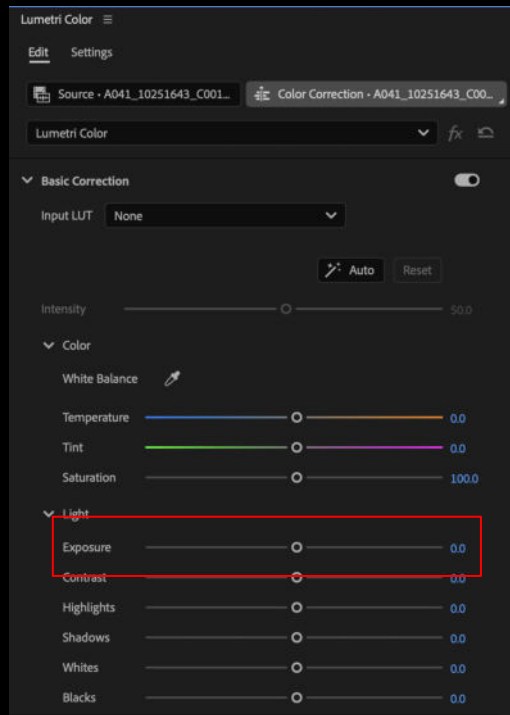 Lumetri Color
Edit Settings
Source · A041_10251643_C001... Color Correction · A041_10251643_C00...
Lumetri Color fx
Basic Correction
Input LUT None
Auto Reset
Intensity 50.0
Color
White Balance
Temperature 0.0
Tint 0.0
Saturation 100.0
Light
Exposure 0.0
Contrast 0.0
Highlights 0.0
Shadows 0.0
Whites 0.0
Blacks 0.0